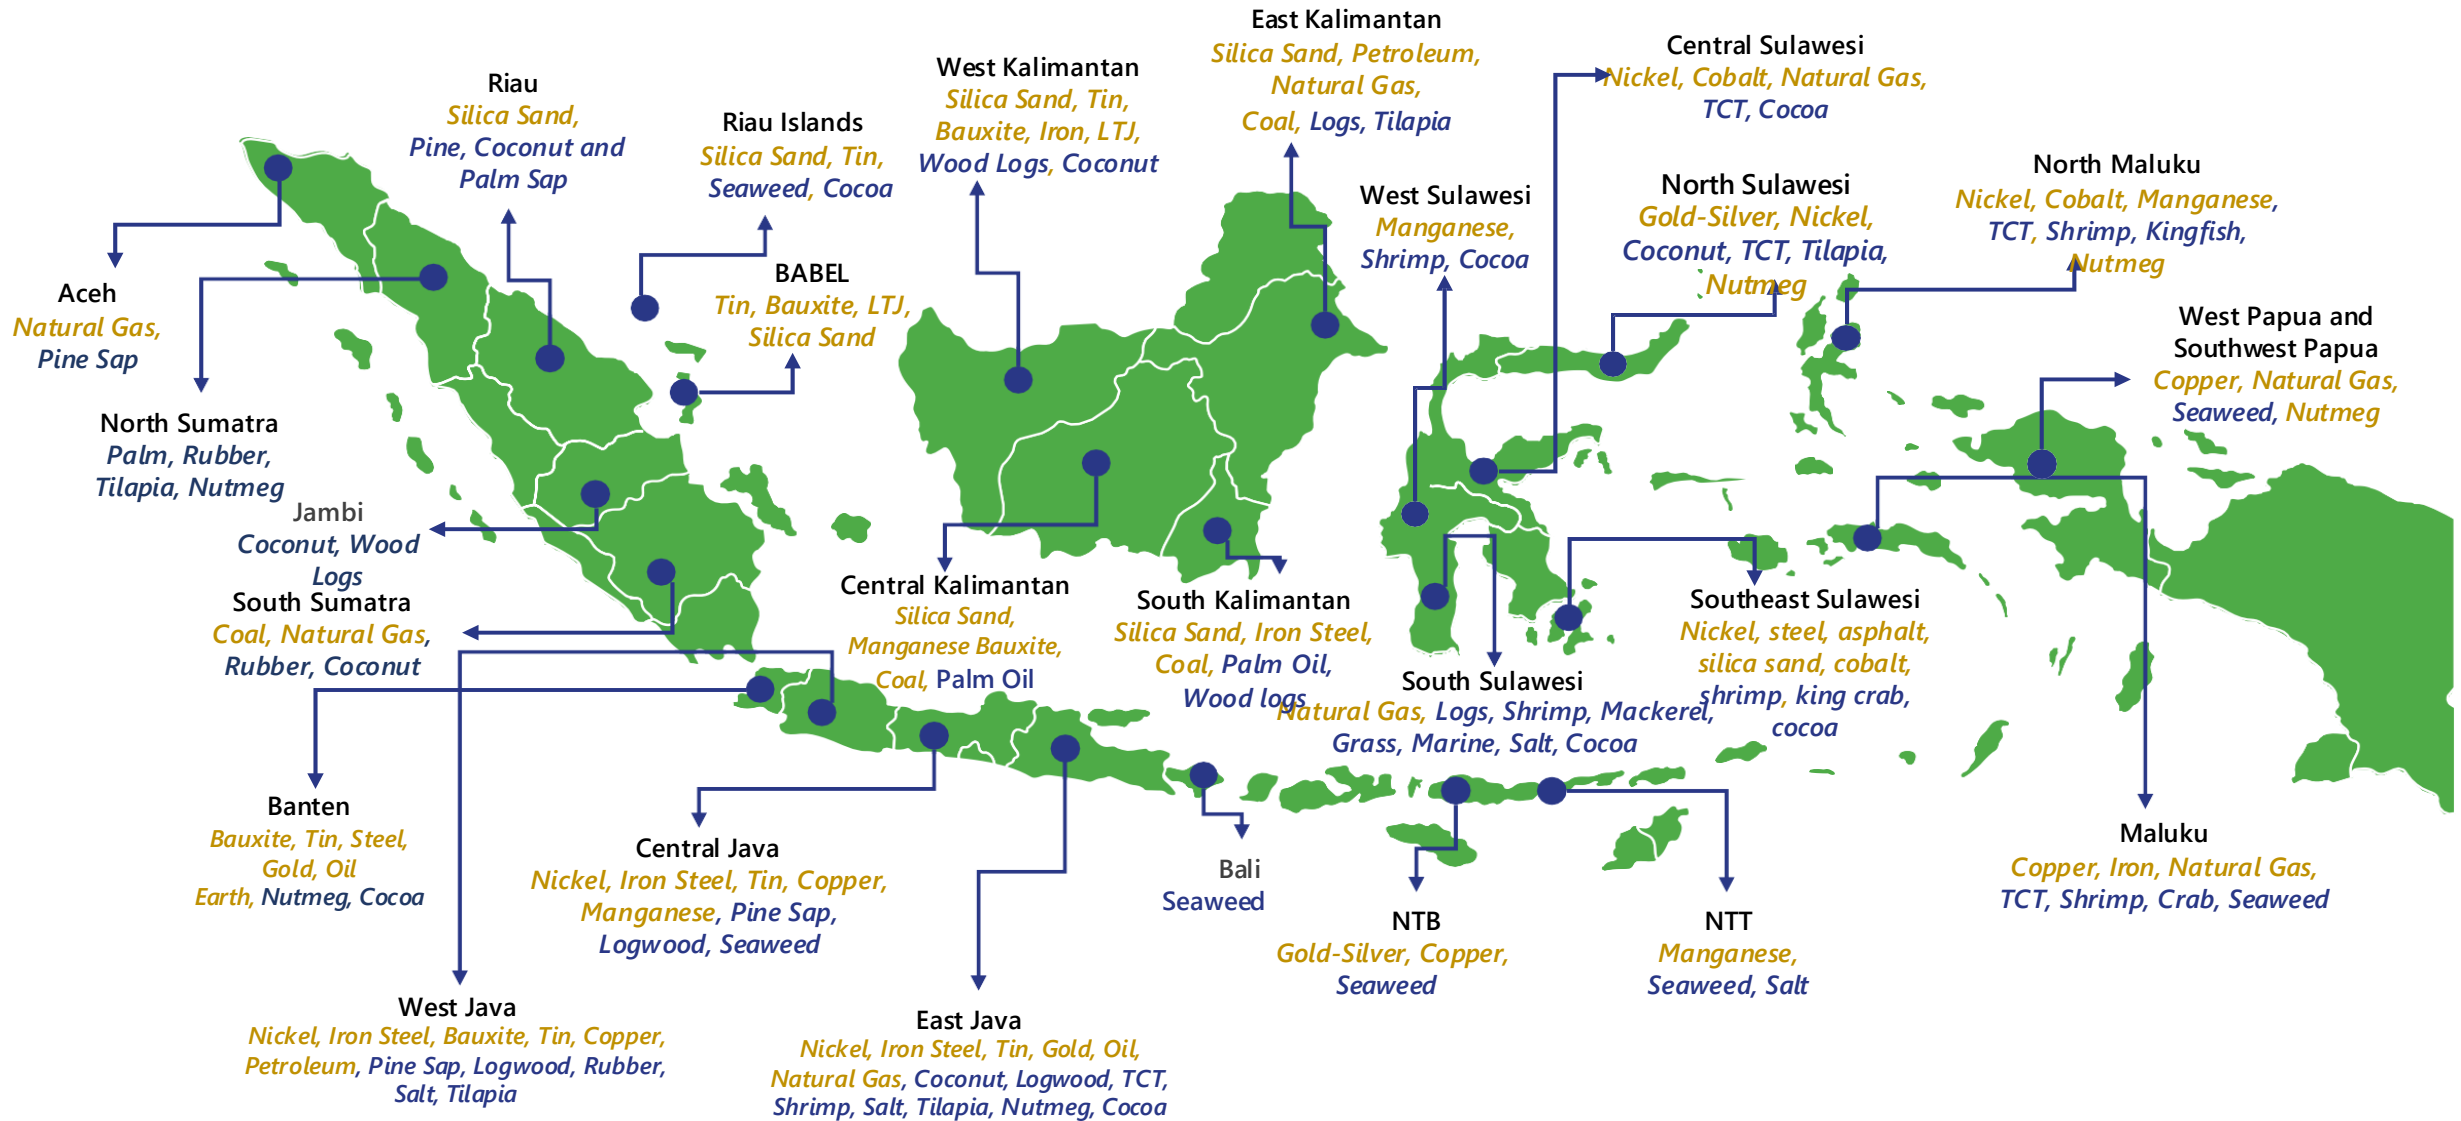 East Kalimantan
Silica Sand, Petroleum,
Natural Gas,
Coal, Logs, Tilapia
Central Sulawesi
Nickel, Cobalt, Natural Gas,
TCT, Cocoa
West Kalimantan
Silica Sand, Tin,
Bauxite, Iron, LTJ,
Wood Logs, Coconut
Riau
Silica Sand,
Pine, Coconut and
Palm Sap
Riau Islands
Silica Sand, Tin,
Seaweed, Cocoa
North Maluku
Nickel, Cobalt, Manganese,
TCT, Shrimp, Kingfish,
Nutmeg
West Sulawesi
Manganese,
Shrimp, Cocoa
North Sulawesi
Gold-Silver, Nickel,
Coconut, TCT, Tilapia,
Nutmeg
BABEL
Tin, Bauxite, LTJ,
Silica Sand
Aceh
Natural Gas,
Pine Sap
West Papua and
Southwest Papua
Copper, Natural Gas,
Seaweed, Nutmeg
North Sumatra
Palm, Rubber,
Tilapia, Nutmeg
Jambi
Coconut, Wood
Logs
South Sumatra
Coal, Natural Gas,
Rubber, Coconut
Central Kalimantan
Silica Sand,
Manganese Bauxite,
Coal, Palm Oil
South Kalimantan
Silica Sand, Iron Steel,
Coal, Palm Oil,
Wood logs
Southeast Sulawesi
Nickel, steel, asphalt,
silica sand, cobalt,
shrimp, king crab,
cocoa
South Sulawesi
Natural Gas, Logs, Shrimp, Mackerel,
Grass, Marine, Salt, Cocoa
Banten
Bauxite, Tin, Steel,
Gold, Oil
Earth, Nutmeg, Cocoa
Central Java
Nickel, Iron Steel, Tin, Copper,
Manganese, Pine Sap,
Logwood, Seaweed
Bali
Seaweed
Maluku
Copper, Iron, Natural Gas,
TCT, Shrimp, Crab, Seaweed
NTB
Gold-Silver, Copper,
Seaweed
NTT
Manganese,
Seaweed, Salt
West Java
Nickel, Iron Steel, Bauxite, Tin, Copper,
Petroleum, Pine Sap, Logwood, Rubber,
Salt, Tilapia
East Java
Nickel, Iron Steel, Tin, Gold, Oil,
Natural Gas, Coconut, Logwood, TCT,
Shrimp, Salt, Tilapia, Nutmeg, Cocoa